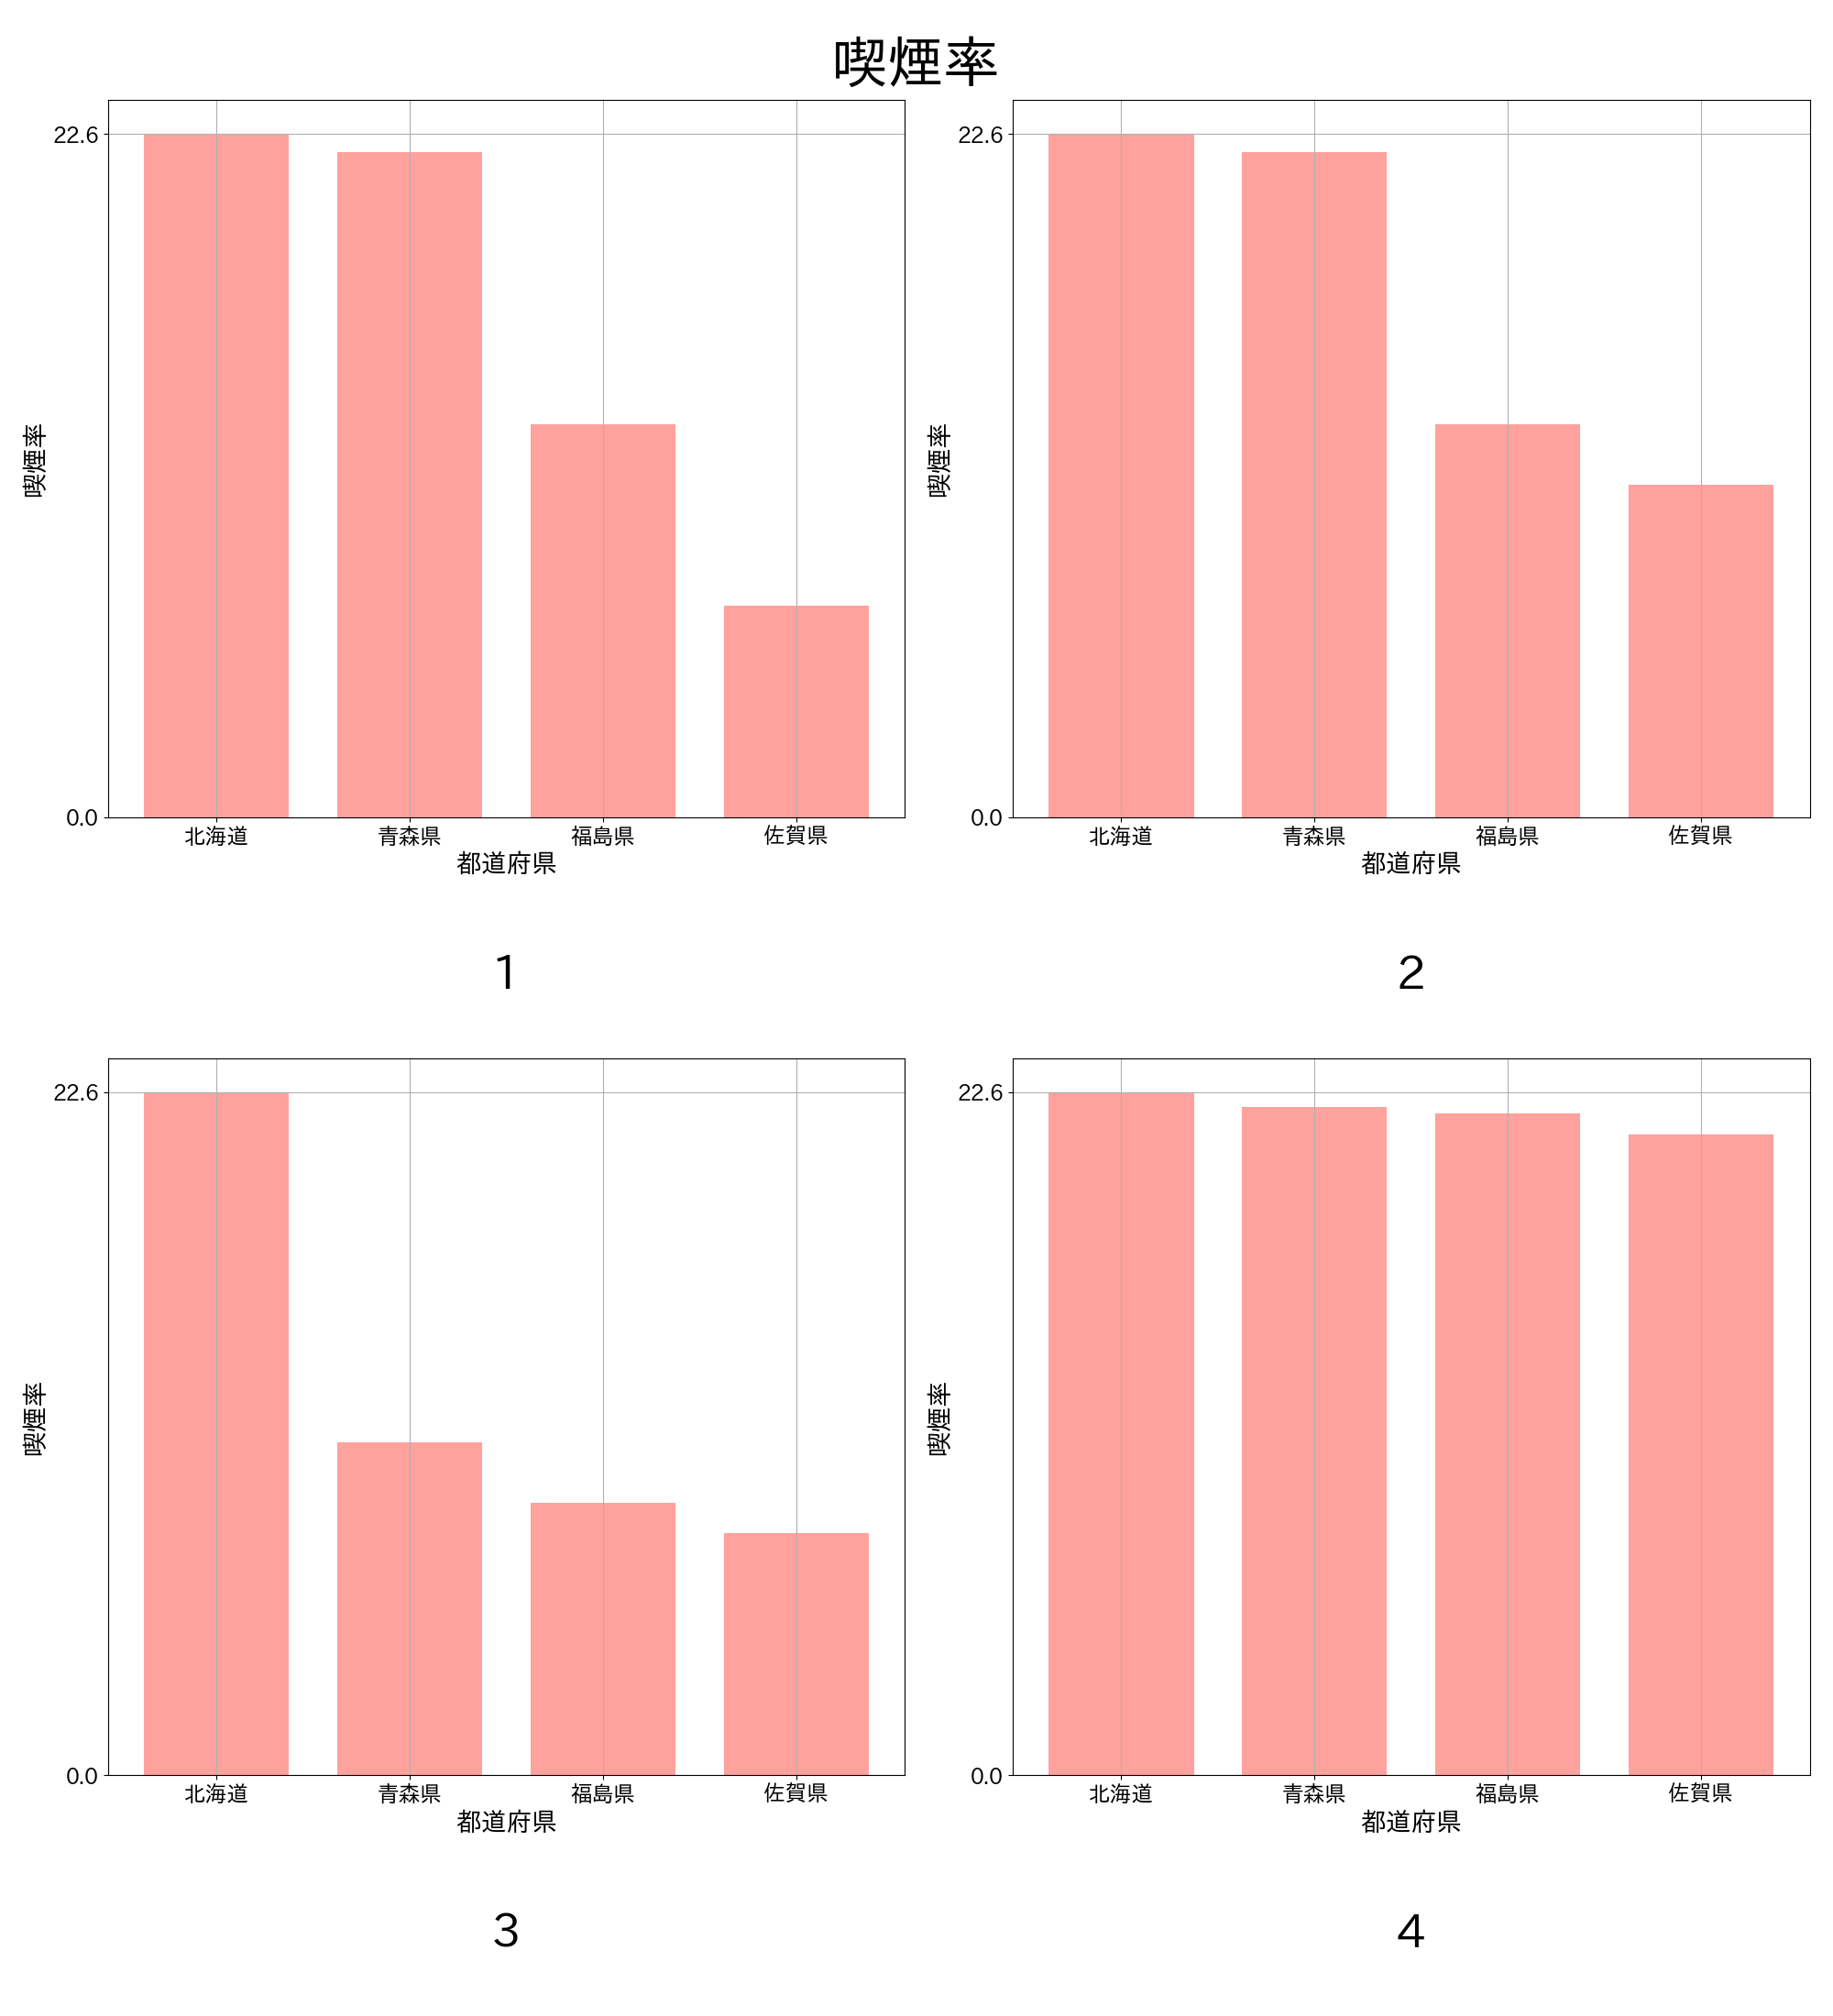 喫煙率
22.6
0.0
喫煙率
北海道 青森県 福島県 佐賀県
都道府県
1
22.6
0.0
喫煙率
北海道 青森県 福島県 佐賀県
都道府県
2
22.6
0.0
喫煙率
北海道 青森県 福島県 佐賀県
都道府県
3
22.6
0.0
喫煙率
北海道 青森県 福島県 佐賀県
都道府県
4